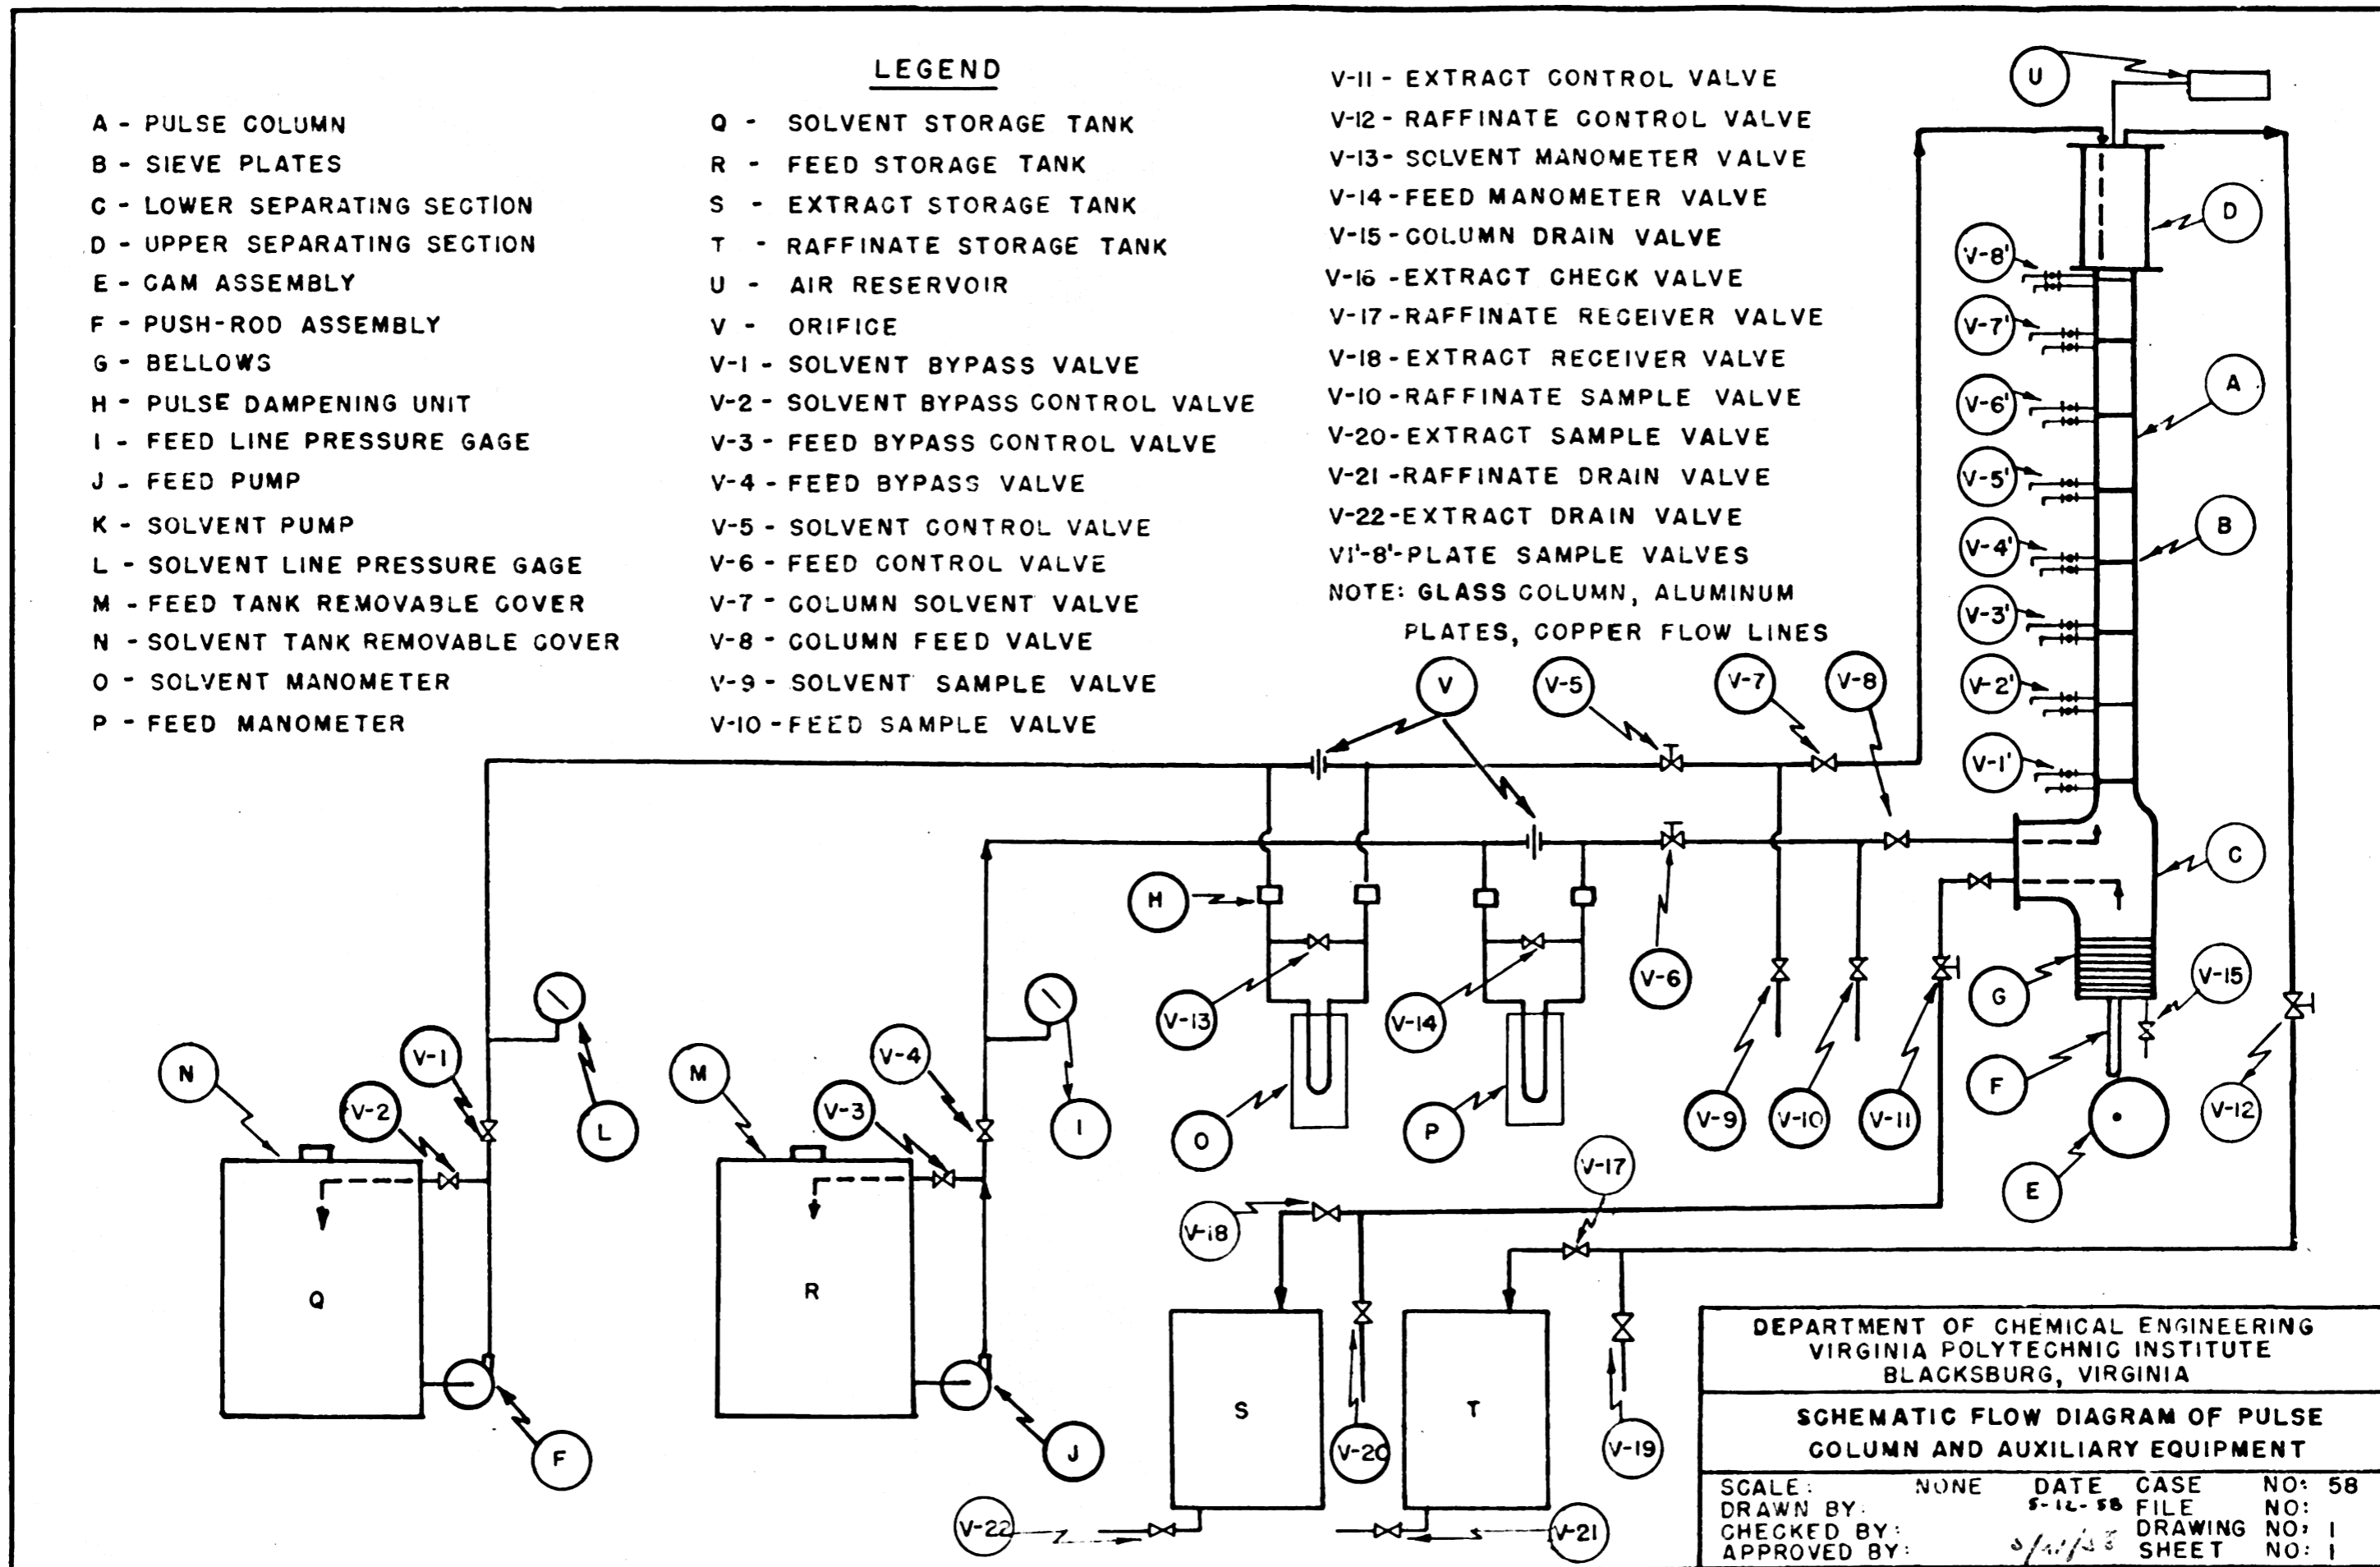 LEGEND
A - PULSE COLUMN
B - SIEVE PLATES
C - LOWER SEPARATING SECTION
D - UPPER SEPARATING SECTION
E - CAM ASSEMBLY
F - PUSH-ROD ASSEMBLY
G - BELLOWS
H - PULSE DAMPENING UNIT
I - FEED LINE PRESSURE GAGE
J - FEED PUMP
K - SOLVENT PUMP
L - SOLVENT LINE PRESSURE GAGE
M - FEED TANK REMOVABLE COVER
N - SOLVENT TANK REMOVABLE COVER
O - SOLVENT MANOMETER
P - FEED MANOMETER
Q - SOLVENT STORAGE TANK
R - FEED STORAGE TANK
S - EXTRACT STORAGE TANK
T - RAFFINATE STORAGE TANK
U - AIR RESERVOIR
V - ORIFICE
V-1 - SOLVENT BYPASS VALVE
V-2 - SOLVENT BYPASS CONTROL VALVE
V-3 - FEED BYPASS CONTROL VALVE
V-4 - FEED BYPASS VALVE
V-5 - SOLVENT CONTROL VALVE
V-6 - FEED CONTROL VALVE
V-7 - COLUMN SOLVENT VALVE
V-8 - COLUMN FEED VALVE
V-9 - SOLVENT SAMPLE VALVE
V-10 - FEED SAMPLE VALVE
V-11 - EXTRACT CONTROL VALVE
V-12 - RAFFINATE CONTROL VALVE
V-13 - SOLVENT MANOMETER VALVE
V-14 - FEED MANOMETER VALVE
V-15 - COLUMN DRAIN VALVE
V-16 - EXTRACT CHECK VALVE
V-17 - RAFFINATE RECEIVER VALVE
V-18 - EXTRACT RECEIVER VALVE
V-10 - RAFFINATE SAMPLE VALVE
V-20 - EXTRACT SAMPLE VALVE
V-21 - RAFFINATE DRAIN VALVE
V-22 - EXTRACT DRAIN VALVE
V1'-8' - PLATE SAMPLE VALVES
NOTE: GLASS COLUMN, ALUMINUM
PLATES, COPPER FLOW LINES
U
D
V-8'
V-7'
A
V-6'
V-5'
B
V-4'
V-3'
V-2'
V-1'
V
V-5
V-7
V-8
C
H
V-6
G
V-15
V-13
V-14
F
V-12
E
O
P
V-9
V-10
V-11
N
V-1
V-2
L
M
V-4
V-3
I
V-17
V-18
Q
R
S
T
F
J
V-20
V-19
V-22
V-21
DEPARTMENT OF CHEMICAL ENGINEERING
VIRGINIA POLYTECHNIC INSTITUTE
BLACKSBURG, VIRGINIA
SCHEMATIC FLOW DIAGRAM OF PULSE
COLUMN AND AUXILIARY EQUIPMENT
SCALE: NONE DATE CASE NO: 58
DRAWN BY: 5-12-58 FILE NO:
CHECKED BY: DRAWING NO: 1
APPROVED BY: SHEET NO: 1